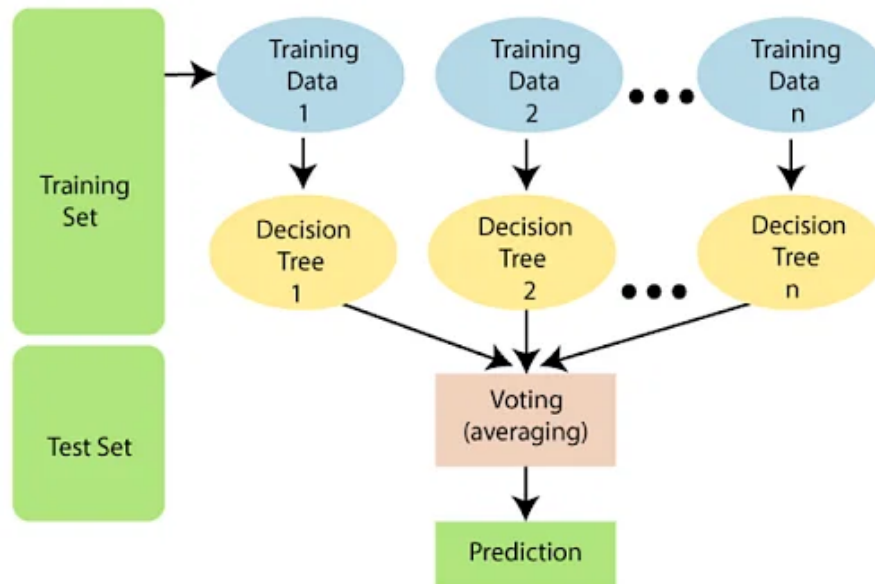 Training
Set
Test Set
Training
Data
1
Training
Data
2
Training
Data
n
Decision
Tree
1
Decision
Tree
2
Decision
Tree
n
Voting
(averaging)
Prediction